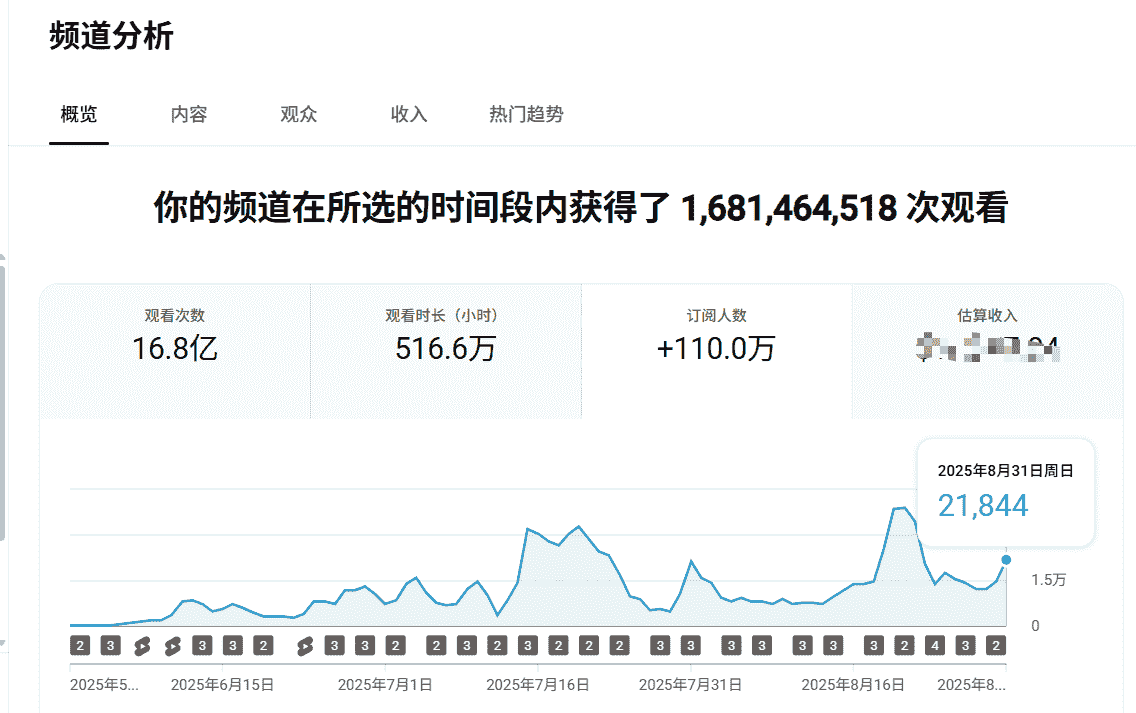 频道分析
概览 内容 观众 收入 热门趋势
你的频道在所选的时间段内获得了 1,681,464,518 次观看
观看次数 观看时长（小时） 订阅人数 估算收入
16.8亿 516.6万 +110.0万
2025年8月31日周日
21,844
1.5万
0
2 3 3 3 2 3 3 2 2 3 2 3 2 2 2 3 3 3 3 3 3 3 2 4 3 2
2025年5... 2025年6月15日 2025年7月1日 2025年7月16日 2025年7月31日 2025年8月16日 2025年8...